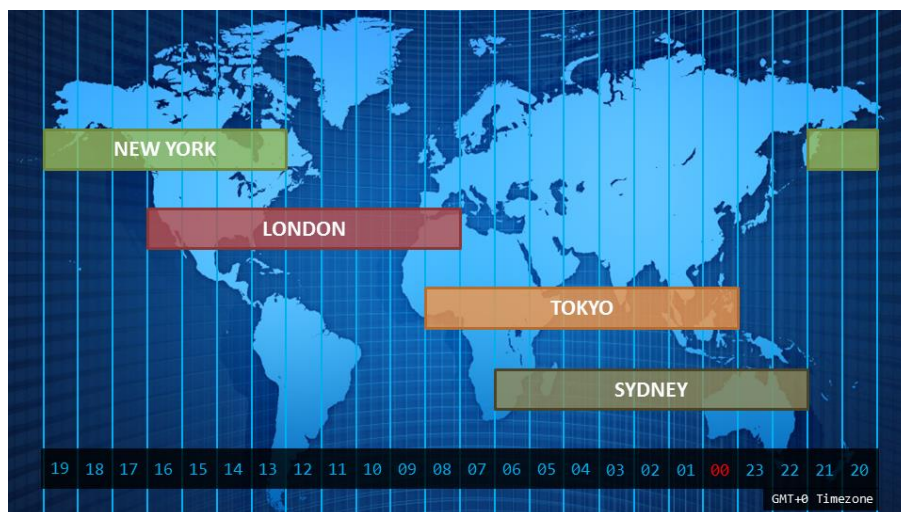 NEW YORK
LONDON
TOKYO
SYDNEY
19 18 17 16 15 14 13 12 11 10 09 08 07 06 05 04 03 02 01 00 23 22 21 20
GMT+0 Timezone